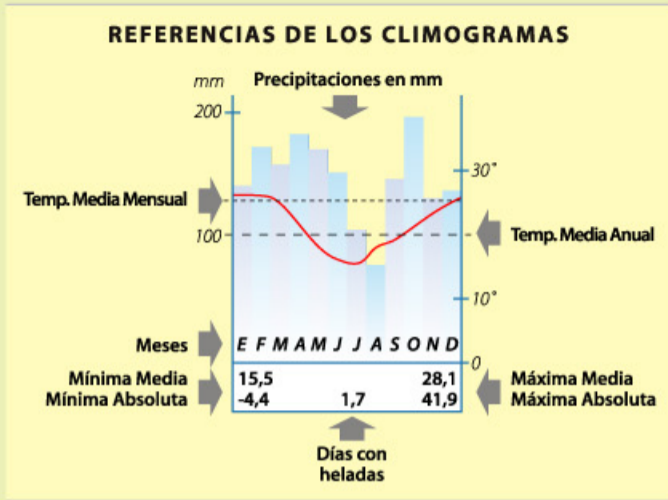 REFERENCIAS DE LOS CLIMOGRAMAS
mm
Precipitaciones en mm
200
30°
Temp. Media Mensual
100
Temp. Media Anual
10°
Meses
E F M A M J J A S O N D
0
Mínima Media
15,5
28,1
Máxima Media
Mínima Absoluta
-4,4
1,7
41,9
Máxima Absoluta
Días con
heladas